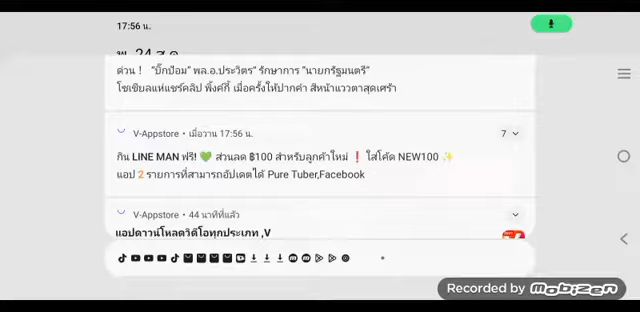 17:56 น.
พ. 24 ส.ค.
ด่วน ! "บิ๊กป้อม" พล.อ.ประวิตร" รักษาการ "นายกรัฐมนตรี"
โซเชียลแห่แชร์คลิป พิ้งค์กี้ เมื่อครั้งให้ปากคำ สีหน้าแววตาสุดเศร้า
V-Appstore • เมื่อวาน 17:56 น.
7
กิน LINE MAN ฟรี! 💚 ส่วนลด ฿100 สำหรับลูกค้าใหม่ ❗ ใส่โค้ด NEW100 ✨
แอป 2 รายการที่สามารถอัปเดตได้ Pure Tuber,Facebook
V-Appstore • 44 นาทีที่แล้ว
แอปดาวน์โหลดวิดีโอทุกประเภท ,V
Recorded by Mobizen